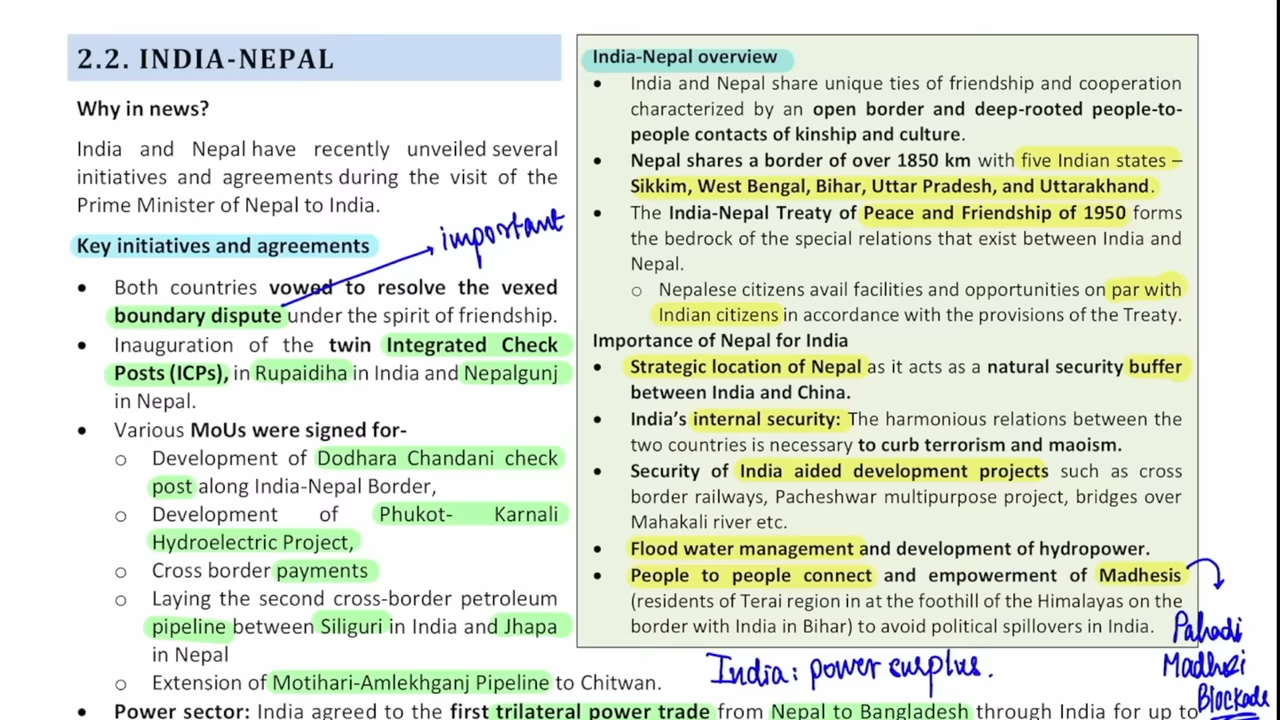 2.2. INDIA-NEPAL
Why in news?
India and Nepal have recently unveiled several
initiatives and agreements during the visit of the
Prime Minister of Nepal to India.
Key initiatives and agreements
important
• Both countries vowed to resolve the vexed
boundary dispute under the spirit of friendship.
• Inauguration of the twin Integrated Check
Posts (ICPs), in Rupaidiha in India and Nepalgunj
in Nepal.
• Various MoUs were signed for-
o Development of Dodhara Chandani check
post along India-Nepal Border,
o Development of Phukot- Karnali
Hydroelectric Project,
o Cross border payments
o Laying the second cross-border petroleum
pipeline between Siliguri in India and Jhapa
in Nepal
o Extension of Motihari-Amlekhganj Pipeline to Chitwan.
• Power sector: India agreed to the first trilateral power trade from Nepal to Bangladesh through India for up to
India-Nepal overview
• India and Nepal share unique ties of friendship and cooperation
characterized by an open border and deep-rooted people-to-
people contacts of kinship and culture.
• Nepal shares a border of over 1850 km with five Indian states –
Sikkim, West Bengal, Bihar, Uttar Pradesh, and Uttarakhand.
• The India-Nepal Treaty of Peace and Friendship of 1950 forms
the bedrock of the special relations that exist between India and
Nepal.
o Nepalese citizens avail facilities and opportunities on par with
Indian citizens in accordance with the provisions of the Treaty.
Importance of Nepal for India
• Strategic location of Nepal as it acts as a natural security buffer
between India and China.
• India's internal security: The harmonious relations between the
two countries is necessary to curb terrorism and maoism.
• Security of India aided development projects such as cross
border railways, Pacheshwar multipurpose project, bridges over
Mahakali river etc.
• Flood water management and development of hydropower.
• People to people connect and empowerment of Madhesis
(residents of Terai region in at the foothill of the Himalayas on the
border with India in Bihar) to avoid political spillovers in India.
India: power surplus.
Pahadi
Madhesi
Blockade